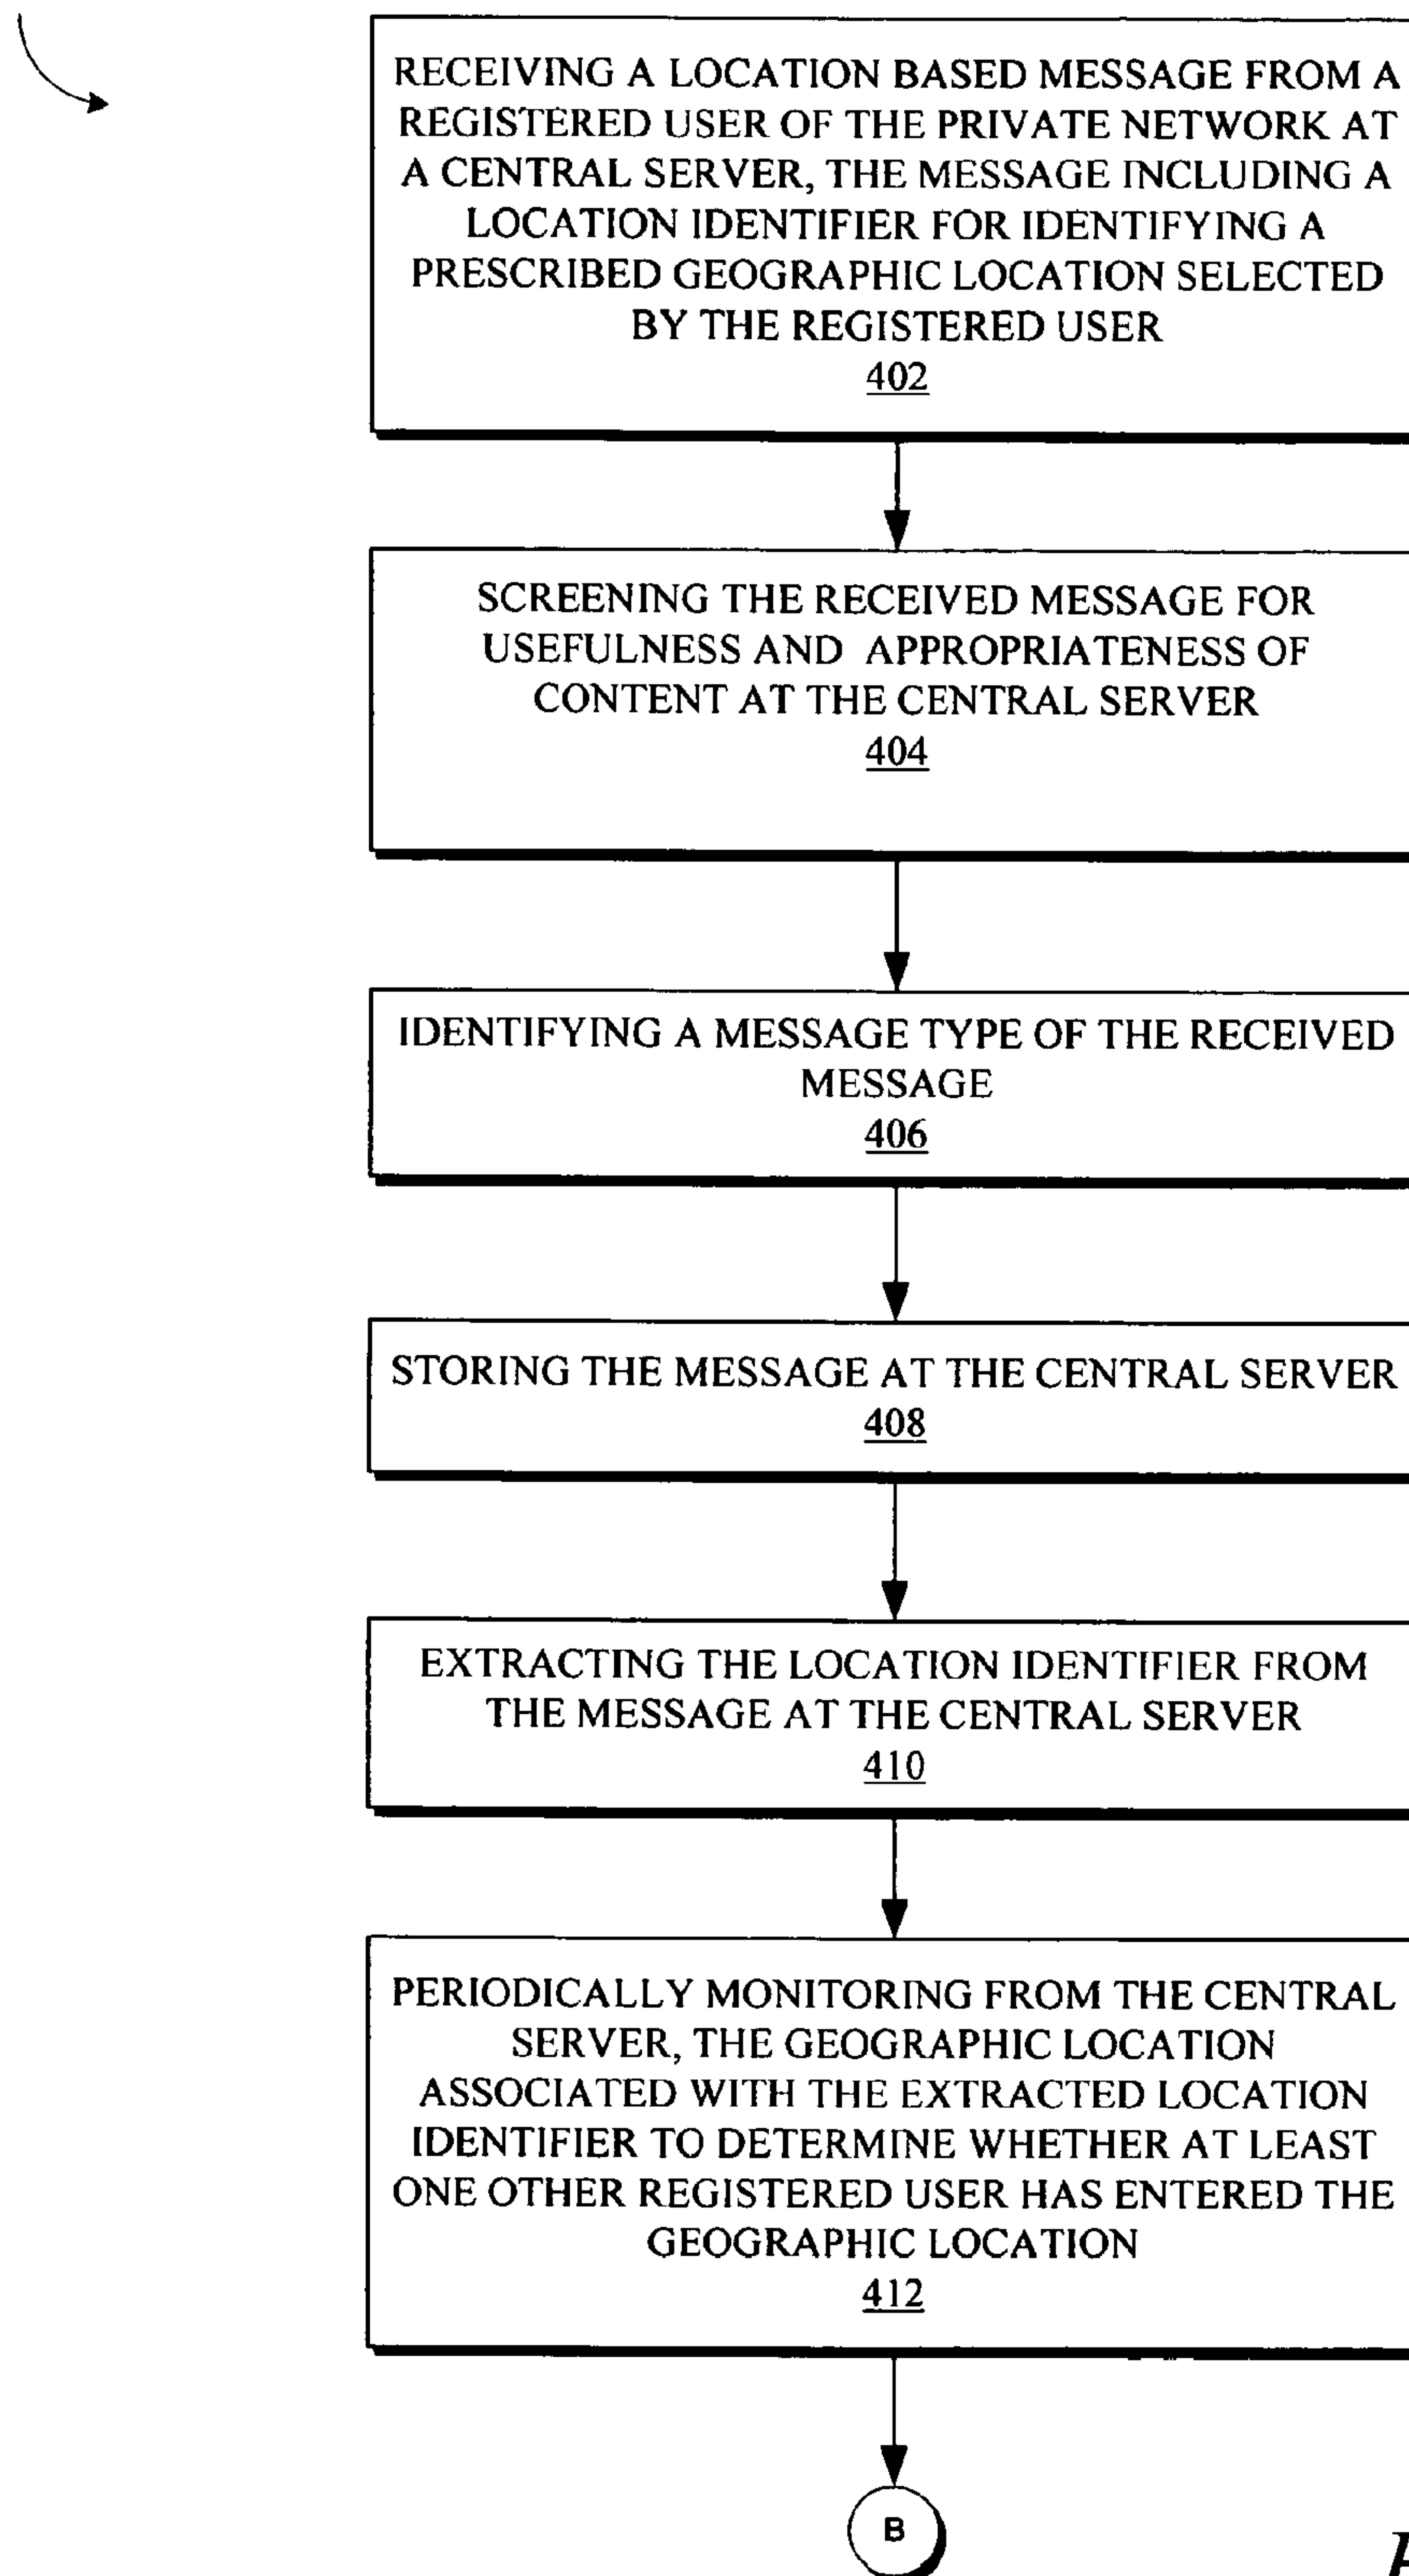 RECEIVING A LOCATION BASED MESSAGE FROM A
REGISTERED USER OF THE PRIVATE NETWORK AT
A CENTRAL SERVER, THE MESSAGE INCLUDING A
LOCATION IDENTIFIER FOR IDENTIFYING A
PRESCRIBED GEOGRAPHIC LOCATION SELECTED
BY THE REGISTERED USER
402
SCREENING THE RECEIVED MESSAGE FOR
USEFULNESS AND APPROPRIATENESS OF
CONTENT AT THE CENTRAL SERVER
404
IDENTIFYING A MESSAGE TYPE OF THE RECEIVED
MESSAGE
406
STORING THE MESSAGE AT THE CENTRAL SERVER
408
EXTRACTING THE LOCATION IDENTIFIER FROM
THE MESSAGE AT THE CENTRAL SERVER
410
PERIODICALLY MONITORING FROM THE CENTRAL
SERVER, THE GEOGRAPHIC LOCATION
ASSOCIATED WITH THE EXTRACTED LOCATION
IDENTIFIER TO DETERMINE WHETHER AT LEAST
ONE OTHER REGISTERED USER HAS ENTERED THE
GEOGRAPHIC LOCATION
412
B